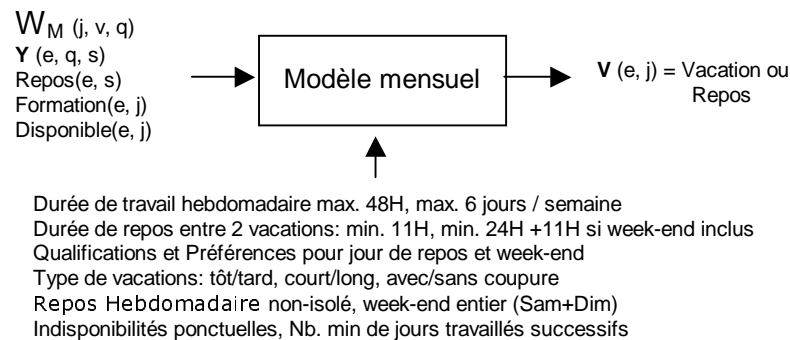 W_M (j, v, q)
Y (e, q, s)
Repos(e, s)
Formation(e, j)
Disponible(e, j)
Modèle mensuel
V (e, j) = Vacation ou
Repos
Durée de travail hebdomadaire max. 48H, max. 6 jours / semaine
Durée de repos entre 2 vacations: min. 11H, min. 24H +11H si week-end inclus
Qualifications et Préférences pour jour de repos et week-end
Type de vacations: tôt/tard, court/long, avec/sans coupure
Repos Hebdomadaire non-isolé, week-end entier (Sam+Dim)
Indisponibilités ponctuelles, Nb. min de jours travaillés successifs